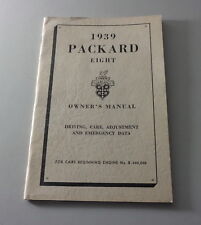 1939
PACKARD
EIGHT
OWNER'S MANUAL
DRIVING, CARE, ADJUSTMENT
AND EMERGENCY DATA
FOR CARS BEGINNING ENGINE No.